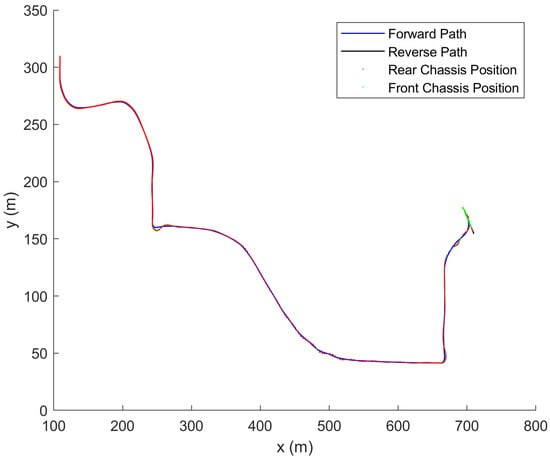 350
300
250
200
150
100
50
0
y (m)
Forward Path
Reverse Path
Rear Chassis Position
Front Chassis Position
100 200 300 400 500 600 700 800
x (m)